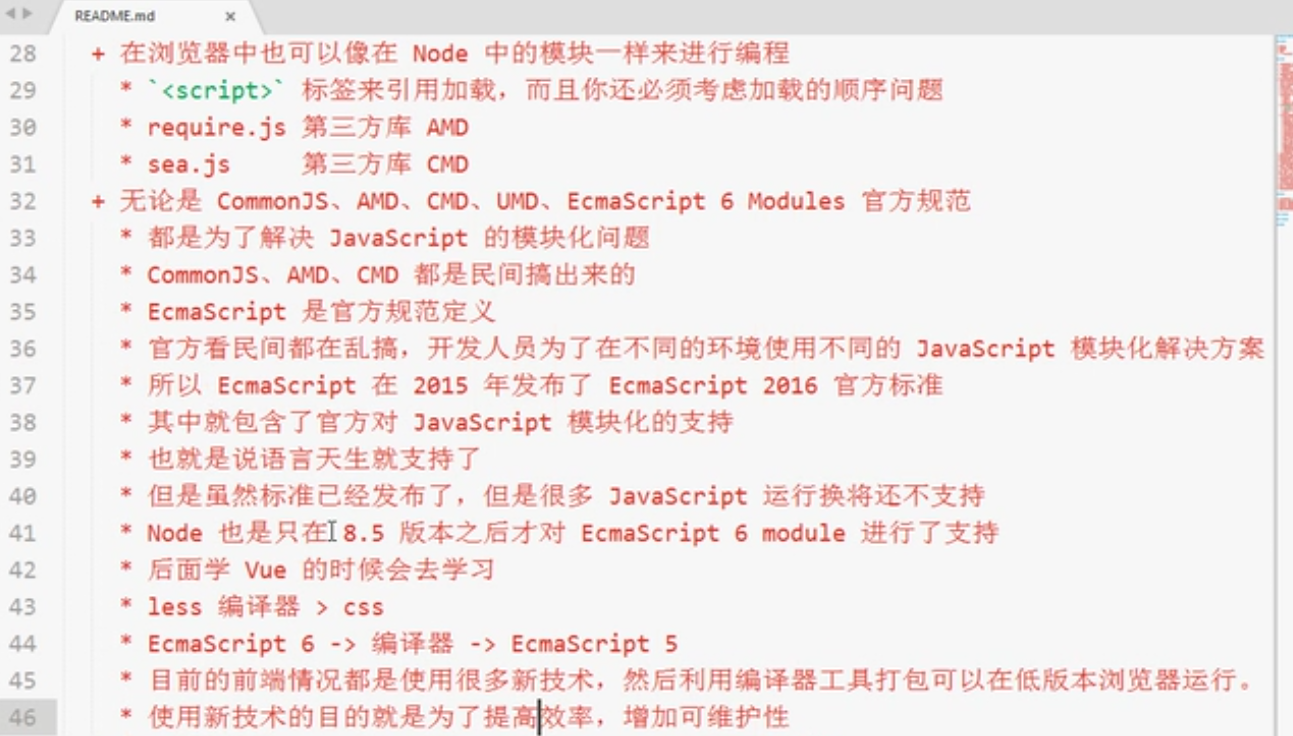 README.md ×
28 + 在浏览器中也可以像在 Node 中的模块一样来进行编程
29 * `<script>` 标签来引用加载，而且你还必须考虑加载的顺序问题
30 * require.js 第三方库 AMD
31 * sea.js 第三方库 CMD
32 + 无论是 CommonJS、AMD、CMD、UMD、EcmaScript 6 Modules 官方规范
33 * 都是为了解决 JavaScript 的模块化问题
34 * CommonJS、AMD、CMD 都是民间搞出来的
35 * EcmaScript 是官方规范定义
36 * 官方看民间都在乱搞，开发人员为了在不同的环境使用不同的 JavaScript 模块化解决方案
37 * 所以 EcmaScript 在 2015 年发布了 EcmaScript 2016 官方标准
38 * 其中就包含了官方对 JavaScript 模块化的支持
39 * 也就是说语言天生就支持了
40 * 但是虽然标准已经发布了，但是很多 JavaScript 运行换将还不支持
41 * Node 也是只在 8.5 版本之后才对 EcmaScript 6 module 进行了支持
42 * 后面学 Vue 的时候会去学习
43 * less 编译器 > css
44 * EcmaScript 6 -> 编译器 -> EcmaScript 5
45 * 目前的前端情况都是使用很多新技术，然后利用编译器工具打包可以在低版本浏览器运行。
46 * 使用新技术的目的就是为了提高效率，增加可维护性